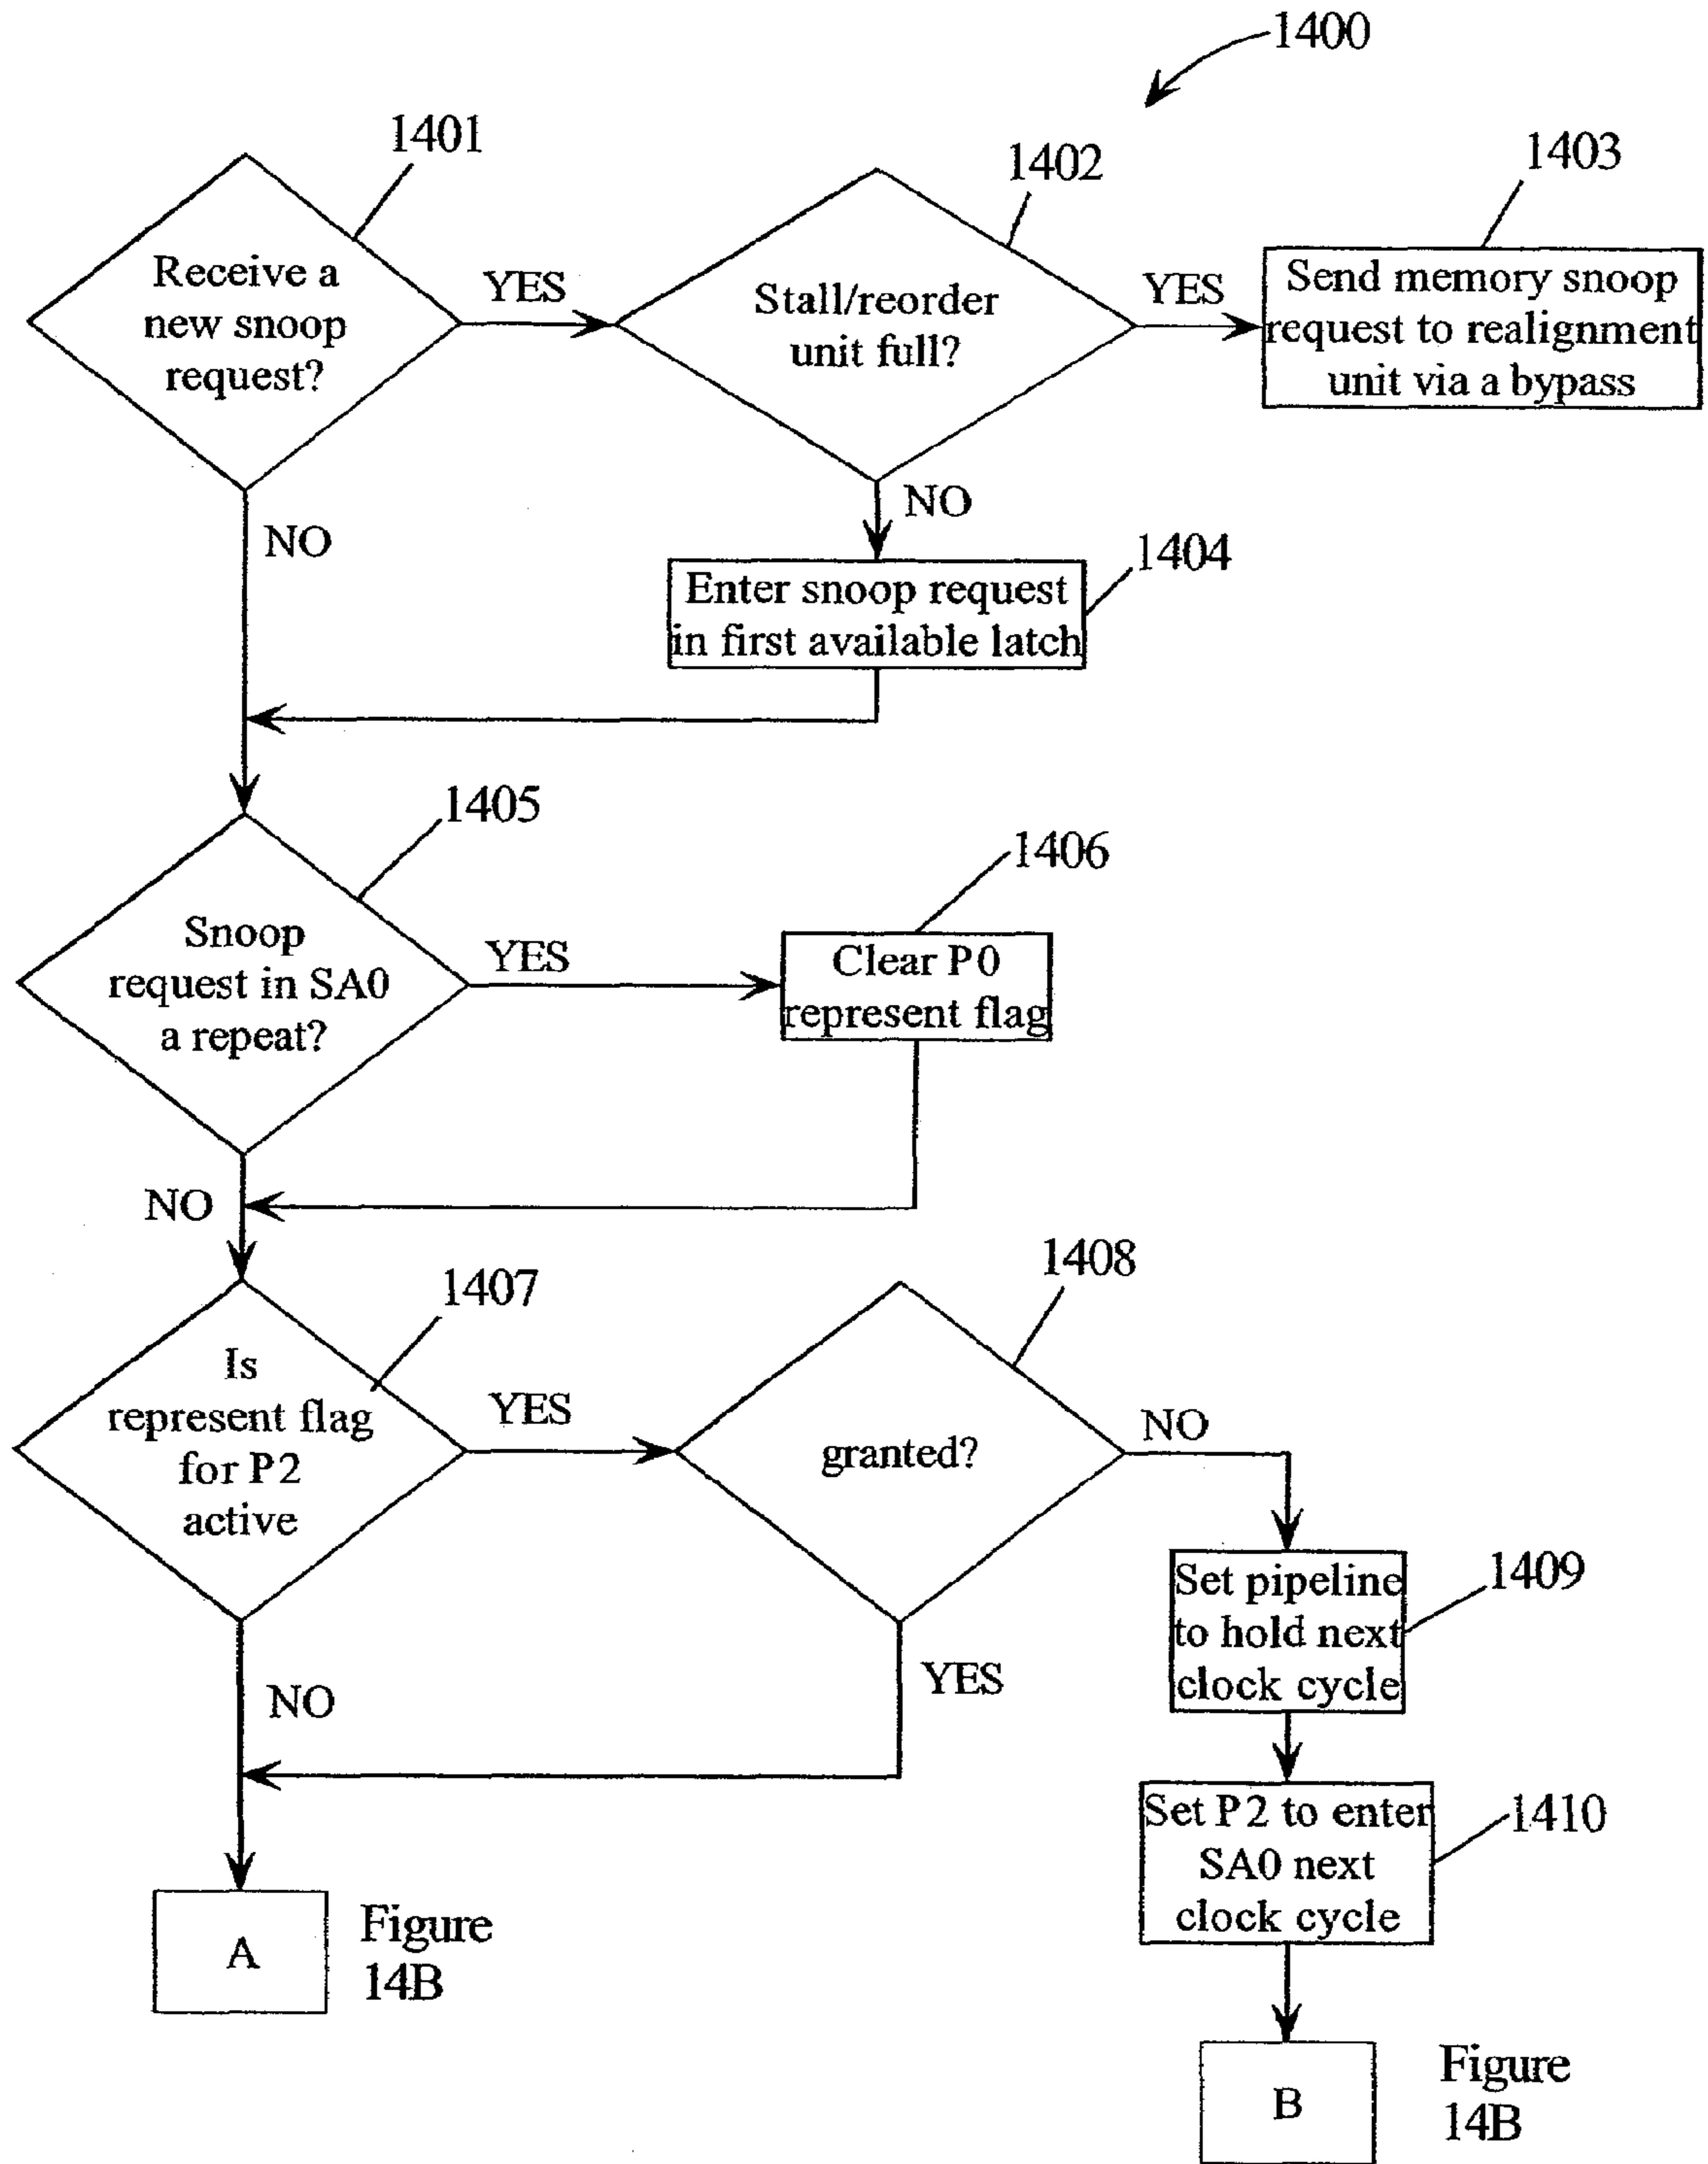 1400
1401
1402
1403
Receive a
new snoop
request?
YES
Stall/reorder
unit full?
YES
Send memory snoop
request to realignment
unit via a bypass
NO
NO
1404
Enter snoop request
in first available latch
1405
1406
Snoop
request in SA0
a repeat?
YES
Clear P0
represent flag
NO
1407
1408
Is
represent flag
for P2
active
YES
granted?
NO
1409
Set pipeline
to hold next
clock cycle
NO
YES
1410
Set P2 to enter
SA0 next
clock cycle
A
Figure
14B
B
Figure
14B